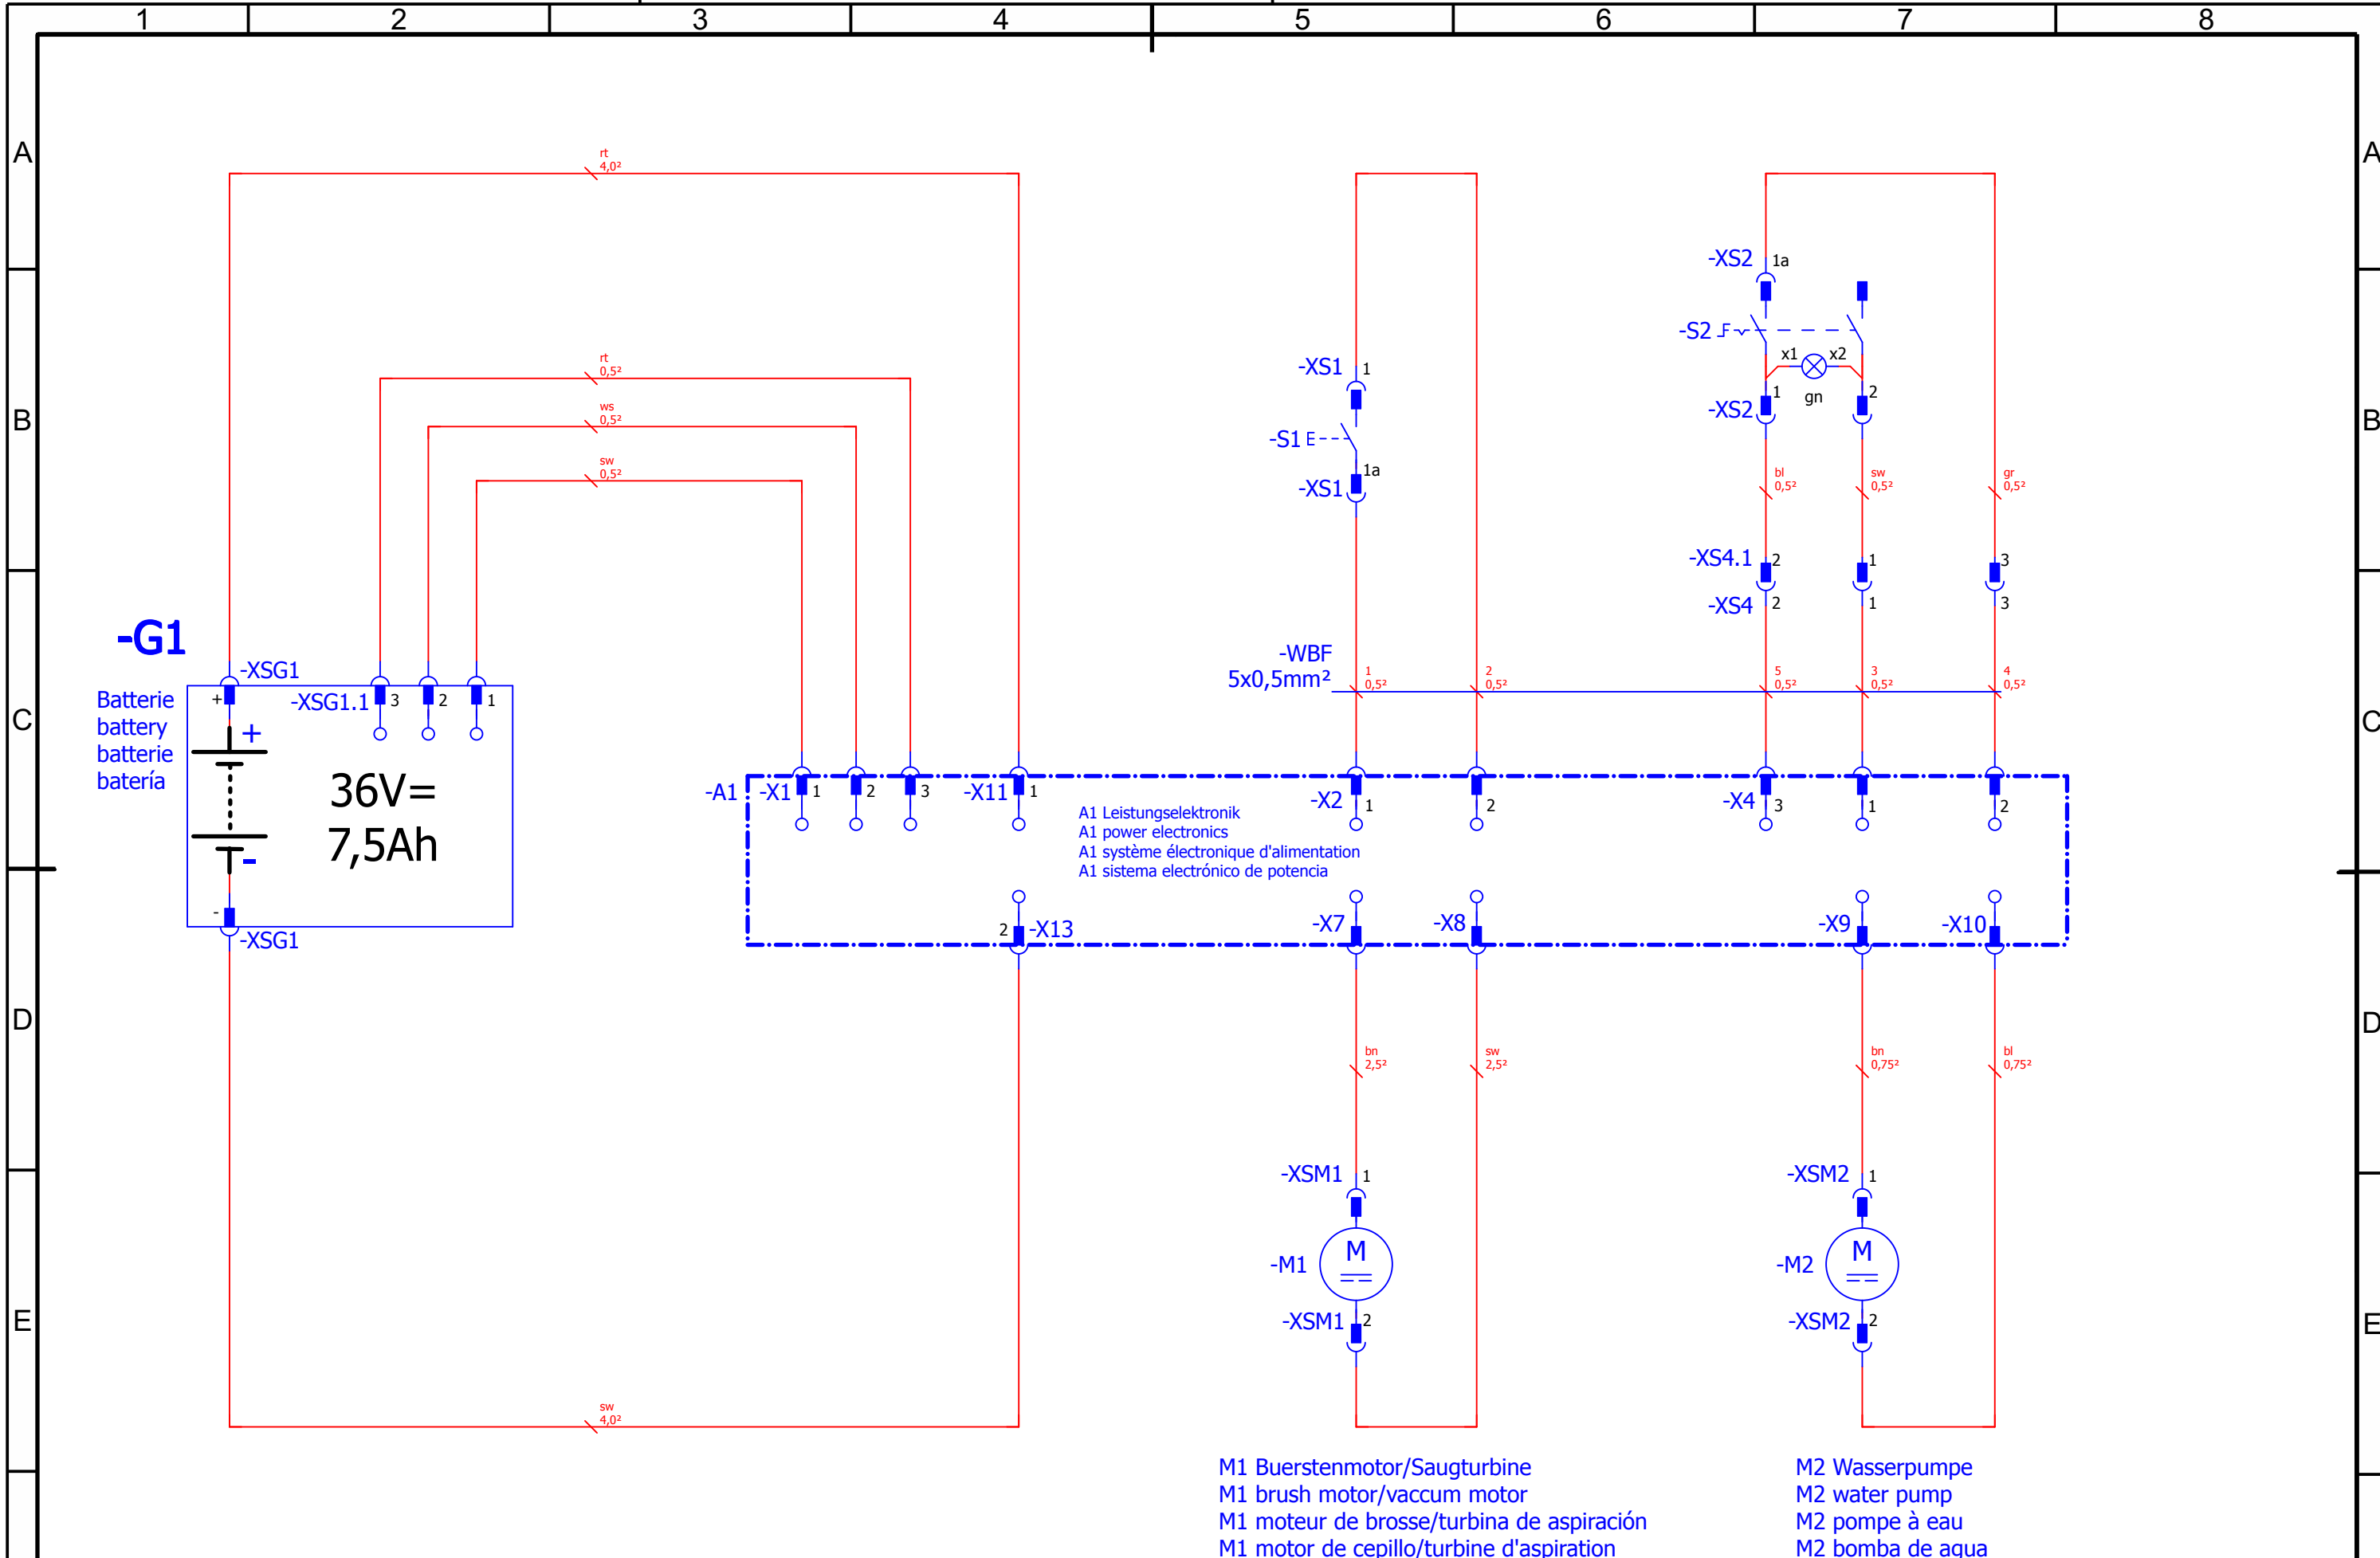 1 2 3 4 5 6 7 8
A A
rt
4,0²
-XS2 1a
-S2
x1 x2
rt
0,5²
-XS1 1
gn
1 2
-XS2
ws
0,5²
B B
-S1
sw
0,5²
1a
-XS1
bl
0,5²
sw
0,5²
gr
0,5²
-XS4.1 2 1 3
-XS4 2 1 3
-G1
-XSG1
-WBF
5x0,5mm²
1
0,5²
2
0,5²
5
0,5²
3
0,5²
4
0,5²
Batterie
battery
batterie
batería
+ -XSG1.1 3 2 1
C C
+
36V=
7,5Ah
-
-A1 -X1 1 2 3 -X11 1 -X2 1 2 -X4 3 1 2
A1 Leistungselektronik
A1 power electronics
A1 système électronique d'alimentation
A1 sistema electrónico de potencia
-
-XSG1
2 -X13 -X7 -X8 -X9 -X10
D D
bn
2,5²
sw
2,5²
bn
0,75²
bl
0,75²
-XSM1 1 -XSM2 1
-M1 M -M2 M
E E
-XSM1 2 -XSM2 2
sw
4,0²
M1 Buerstenmotor/Saugturbine
M1 brush motor/vaccum motor
M1 moteur de brosse/turbina de aspiración
M1 motor de cepillo/turbine d'aspiration
M2 Wasserpumpe
M2 water pump
M2 pompe à eau
M2 bomba de agua